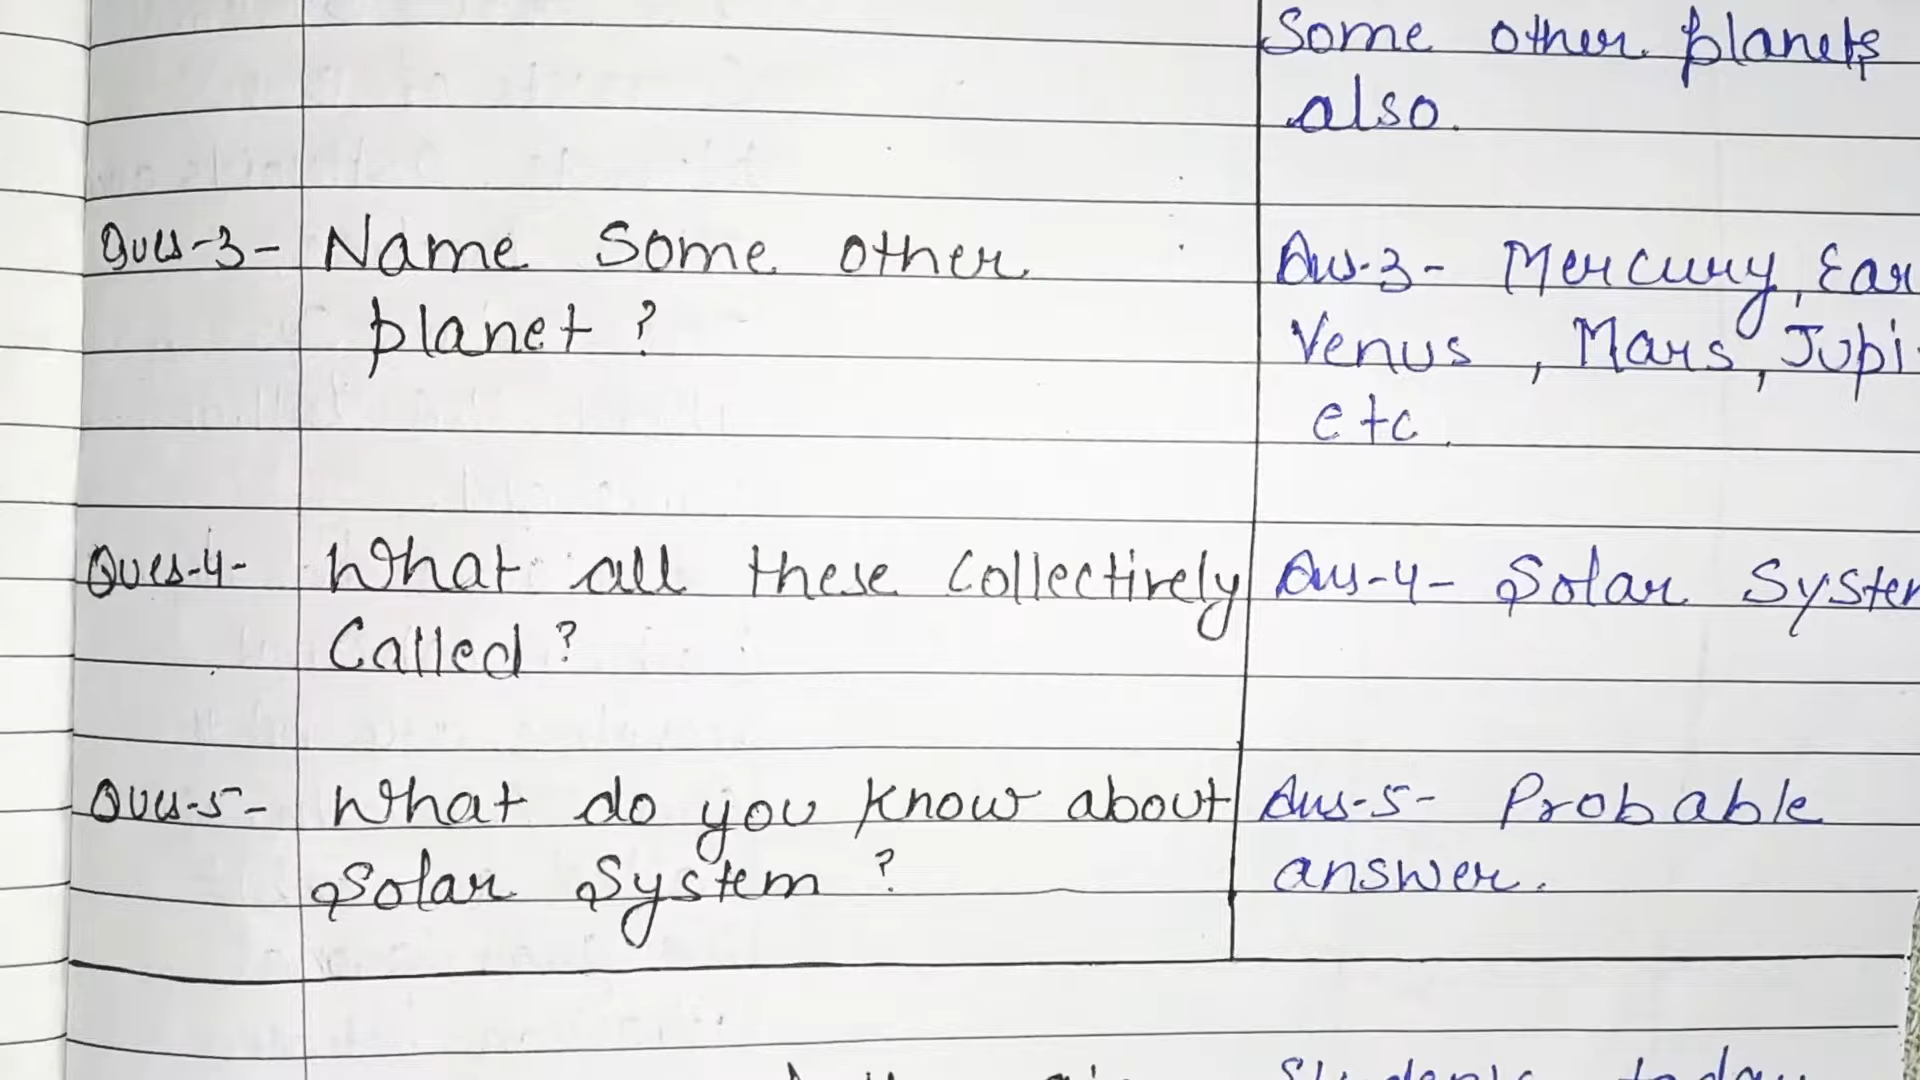 Some other planets
also.
Ques-3- Name Some other
planet ?
Ans-3- Mercury, Ear
Venus , Mars, Jupi
etc.
Ques-4- What all these Collectively
Called ?
Ans-4- Solar System
Ques-5- What do you know about
Solar System ?
Ans-5- Probable
answer.
Students today